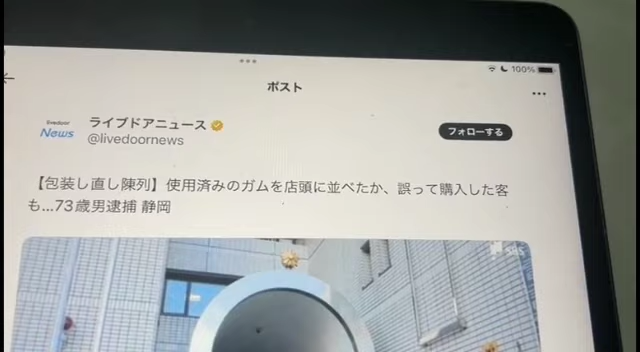 100%
ポスト
livedoor
News
ライブドアニュース
@livedoornews
フォローする
【包装し直し陳列】使用済みのガムを店頭に並べたか、誤って購入した客
も...73歳男逮捕 静岡
SBS